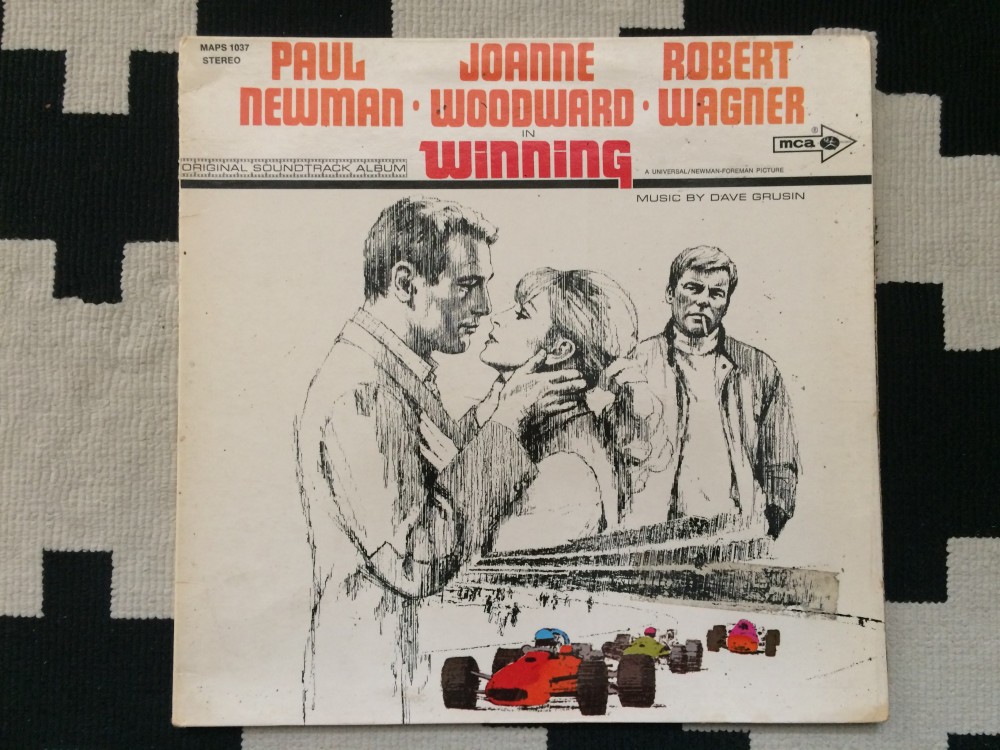 MAPS 1037
STEREO
PAUL JOANNE ROBERT
NEWMAN · WOODWARD · WAGNER
IN
WINNING
mca ®
ORIGINAL SOUNDTRACK ALBUM
A UNIVERSAL/NEWMAN-FOREMAN PICTURE
MUSIC BY DAVE GRUSIN